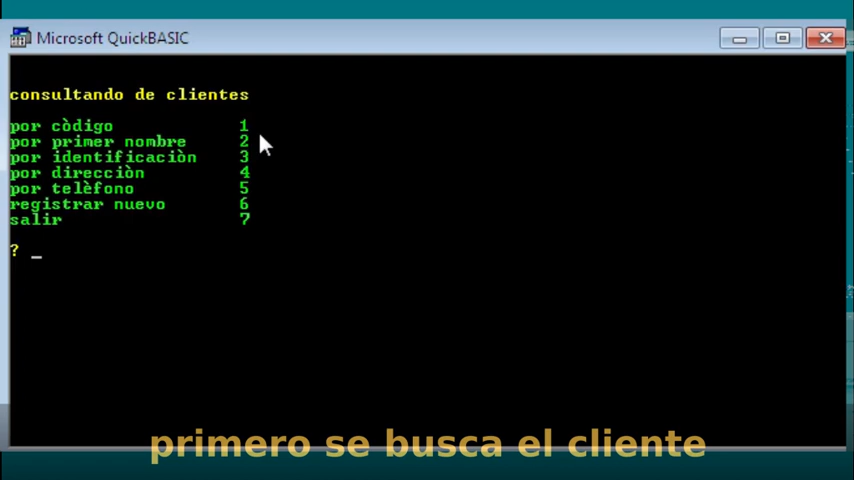 Microsoft QuickBASIC
consultando de clientes
por còdigo 1
por primer nombre 2
por identificaciòn 3
por direcciòn 4
por telèfono 5
registrar nuevo 6
salir 7
? _
primero se busca el cliente